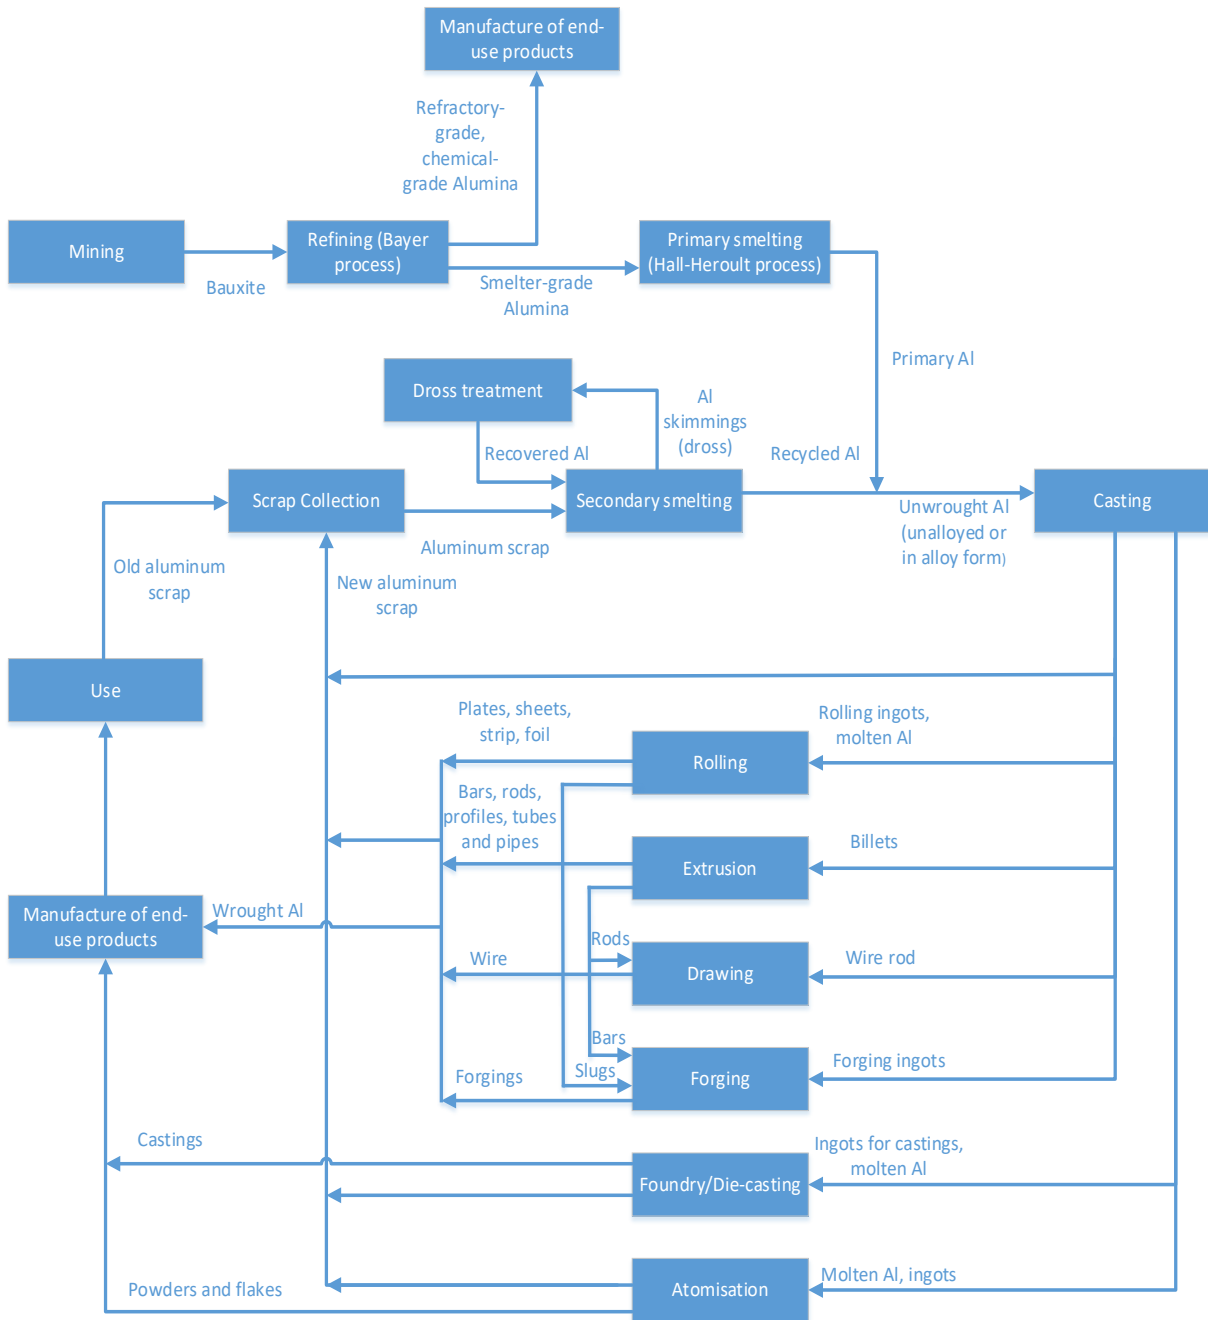 Manufacture of end-
use products
Refractory-
grade,
chemical-
grade Alumina
Mining
Refining (Bayer
process)
Primary smelting
(Hall-Heroult process)
Bauxite
Smelter-grade
Alumina
Primary Al
Dross treatment
Al
skimmings
(dross)
Recovered Al
Recycled Al
Scrap Collection
Secondary smelting
Casting
Unwrought Al
(unalloyed or
in alloy form)
Aluminum scrap
Old aluminum
scrap
New aluminum
scrap
Use
Plates, sheets,
strip, foil
Rolling ingots,
molten Al
Rolling
Bars, rods,
profiles, tubes
and pipes
Billets
Extrusion
Manufacture of end-
use products
Wrought Al
Rods
Wire
Drawing
Wire rod
Bars
Slugs
Forgings
Forging
Forging ingots
Castings
Ingots for castings,
molten Al
Foundry/Die-casting
Powders and flakes
Atomisation
Molten Al, ingots